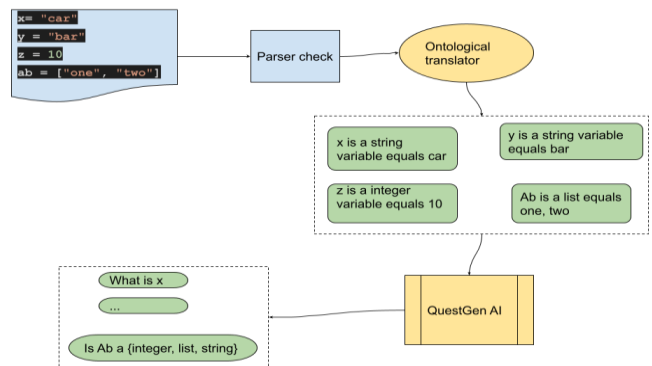 x= "car"
y = "bar"
z = 10
ab = ["one", "two"]
Parser check
Ontological
translator
x is a string
variable equals car
y is a string variable
equals bar
z is a integer
variable equals 10
Ab is a list equals
one, two
QuestGen AI
What is x
...
Is Ab a {integer, list, string}